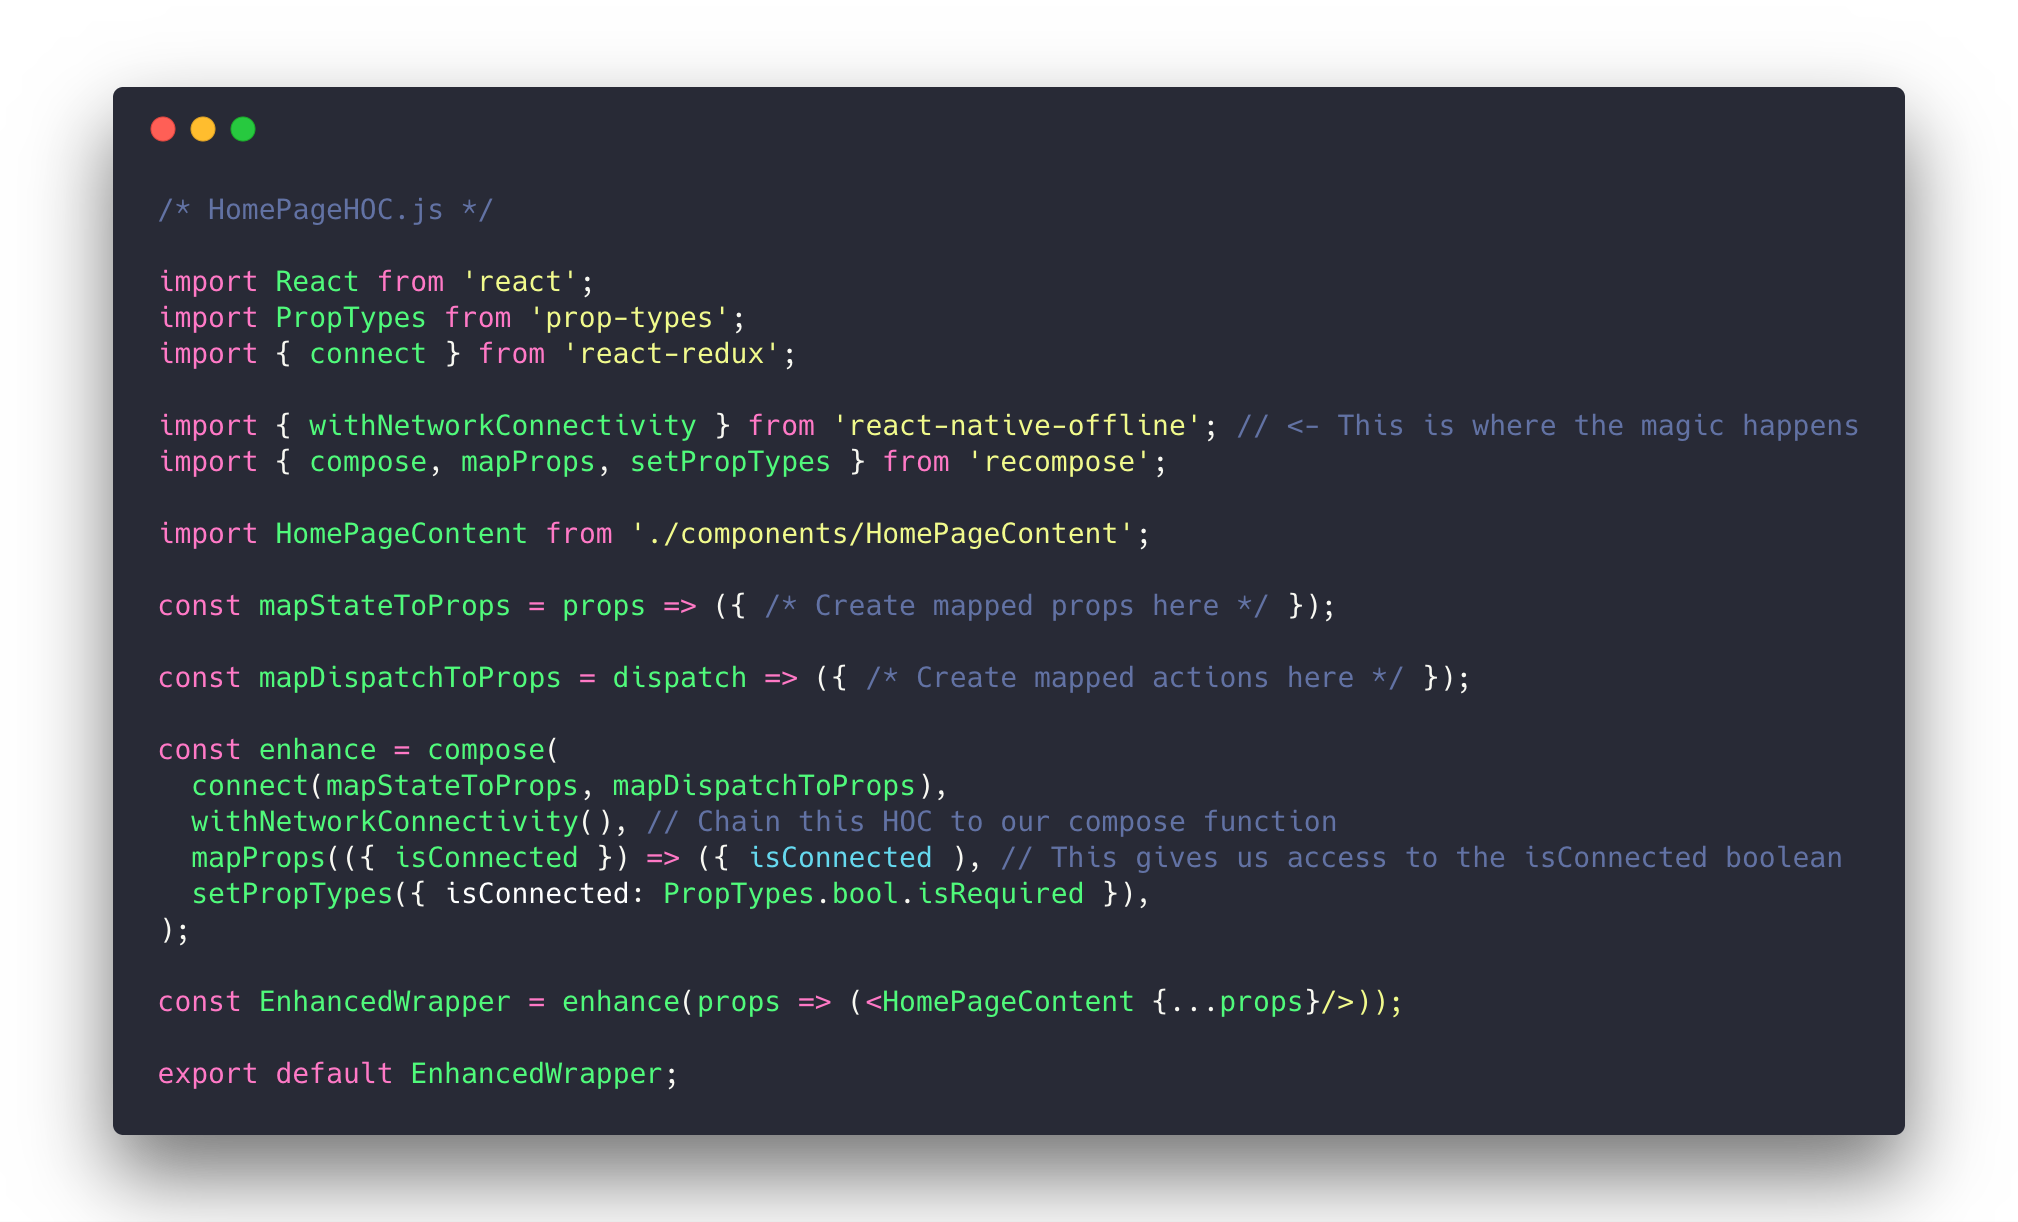 /* HomePageHOC.js */
import React from 'react';
import PropTypes from 'prop-types';
import { connect } from 'react-redux';
import { withNetworkConnectivity } from 'react-native-offline'; // <- This is where the magic happens
import { compose, mapProps, setPropTypes } from 'recompose';
import HomePageContent from './components/HomePageContent';
const mapStateToProps = props => ({ /* Create mapped props here */ });
const mapDispatchToProps = dispatch => ({ /* Create mapped actions here */ });
const enhance = compose(
  connect(mapStateToProps, mapDispatchToProps),
  withNetworkConnectivity(), // Chain this HOC to our compose function
  mapProps(({ isConnected }) => ({ isConnected ), // This gives us access to the isConnected boolean
  setPropTypes({ isConnected: PropTypes.bool.isRequired }),
);
const EnhancedWrapper = enhance(props => (<HomePageContent {...props}/>));
export default EnhancedWrapper;